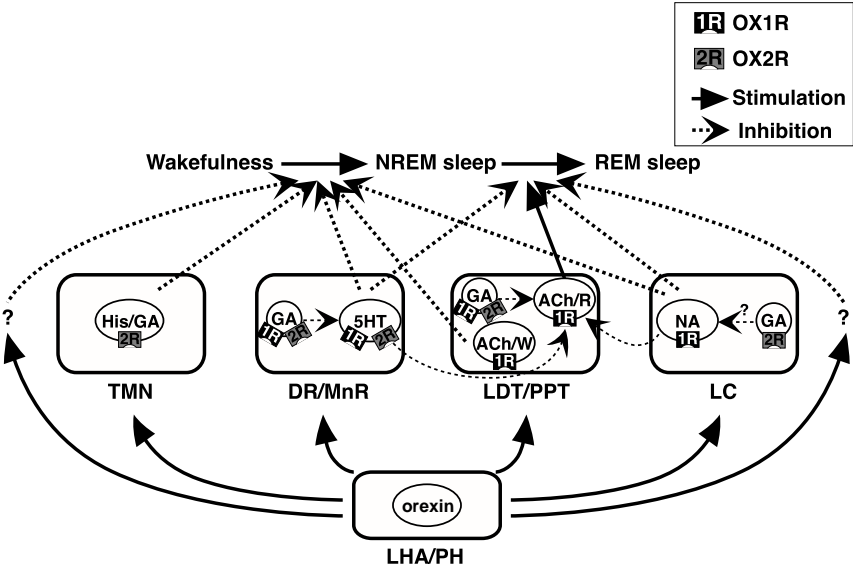 1R OX1R
2R OX2R
Stimulation
Inhibition
Wakefulness NREM sleep REM sleep
? His/GA 2R GA 1R 2R 5HT 1R 2R GA 1R 2R ACh/R 1R ACh/W 1R NA 1R ? GA 2R ?
TMN DR/MnR LDT/PPT LC
orexin
LHA/PH